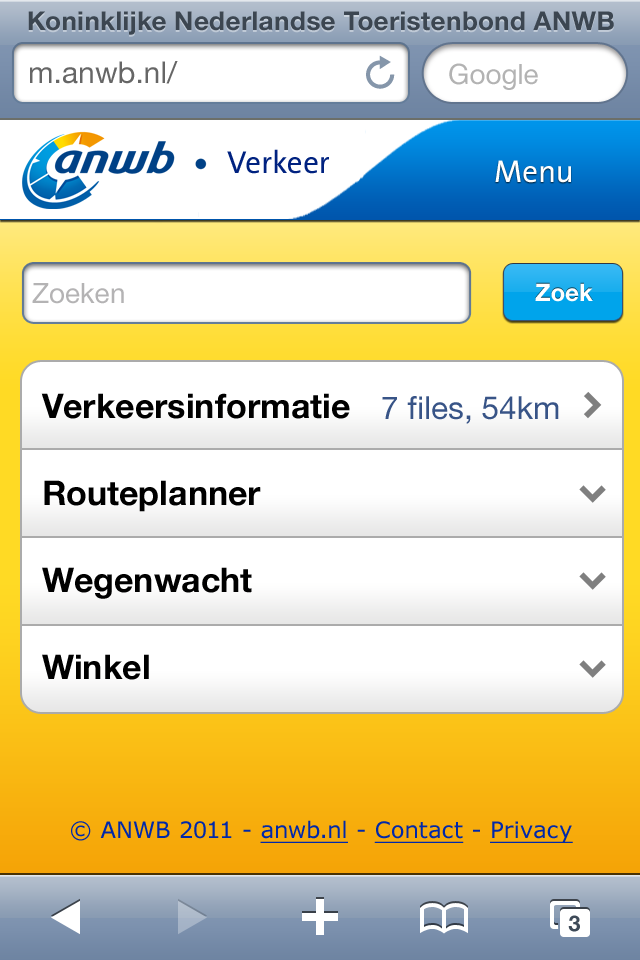 Koninklijke Nederlandse Toeristenbond ANWB
m.anwb.nl/ Google
anwb • Verkeer Menu
Zoeken Zoek
Verkeersinformatie 7 files, 54km
Routeplanner
Wegenwacht
Winkel
© ANWB 2011 - anwb.nl - Contact - Privacy
3